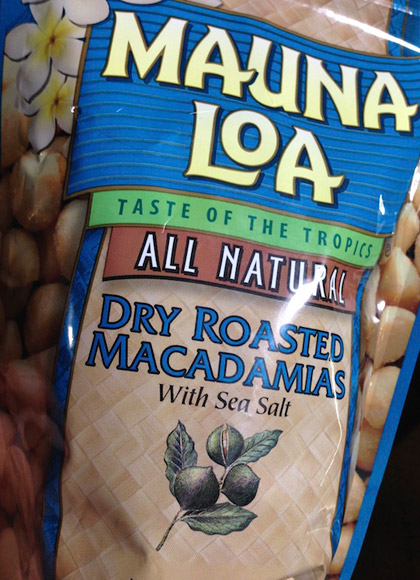 MAUNA
LOA
TASTE OF THE TROPICS
ALL NATURAL
DRY ROASTED
MACADAMIAS
With Sea Salt